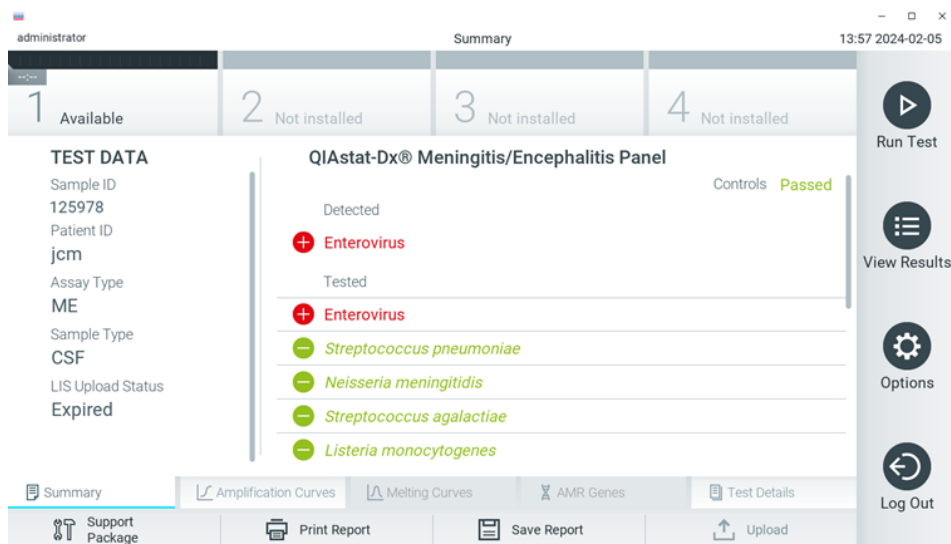 administrator
Summary
13:57 2024-02-05
--:--
1 Available
2 Not installed
3 Not installed
4 Not installed
Run Test
View Results
Options
Log Out
TEST DATA
Sample ID
125978
Patient ID
jcm
Assay Type
ME
Sample Type
CSF
LIS Upload Status
Expired
QIAstat-Dx® Meningitis/Encephalitis Panel
Controls Passed
Detected
Enterovirus
Tested
Enterovirus
Streptococcus pneumoniae
Neisseria meningitidis
Streptococcus agalactiae
Listeria monocytogenes
Summary
Amplification Curves
Melting Curves
AMR Genes
Test Details
Support
Package
Print Report
Save Report
Upload